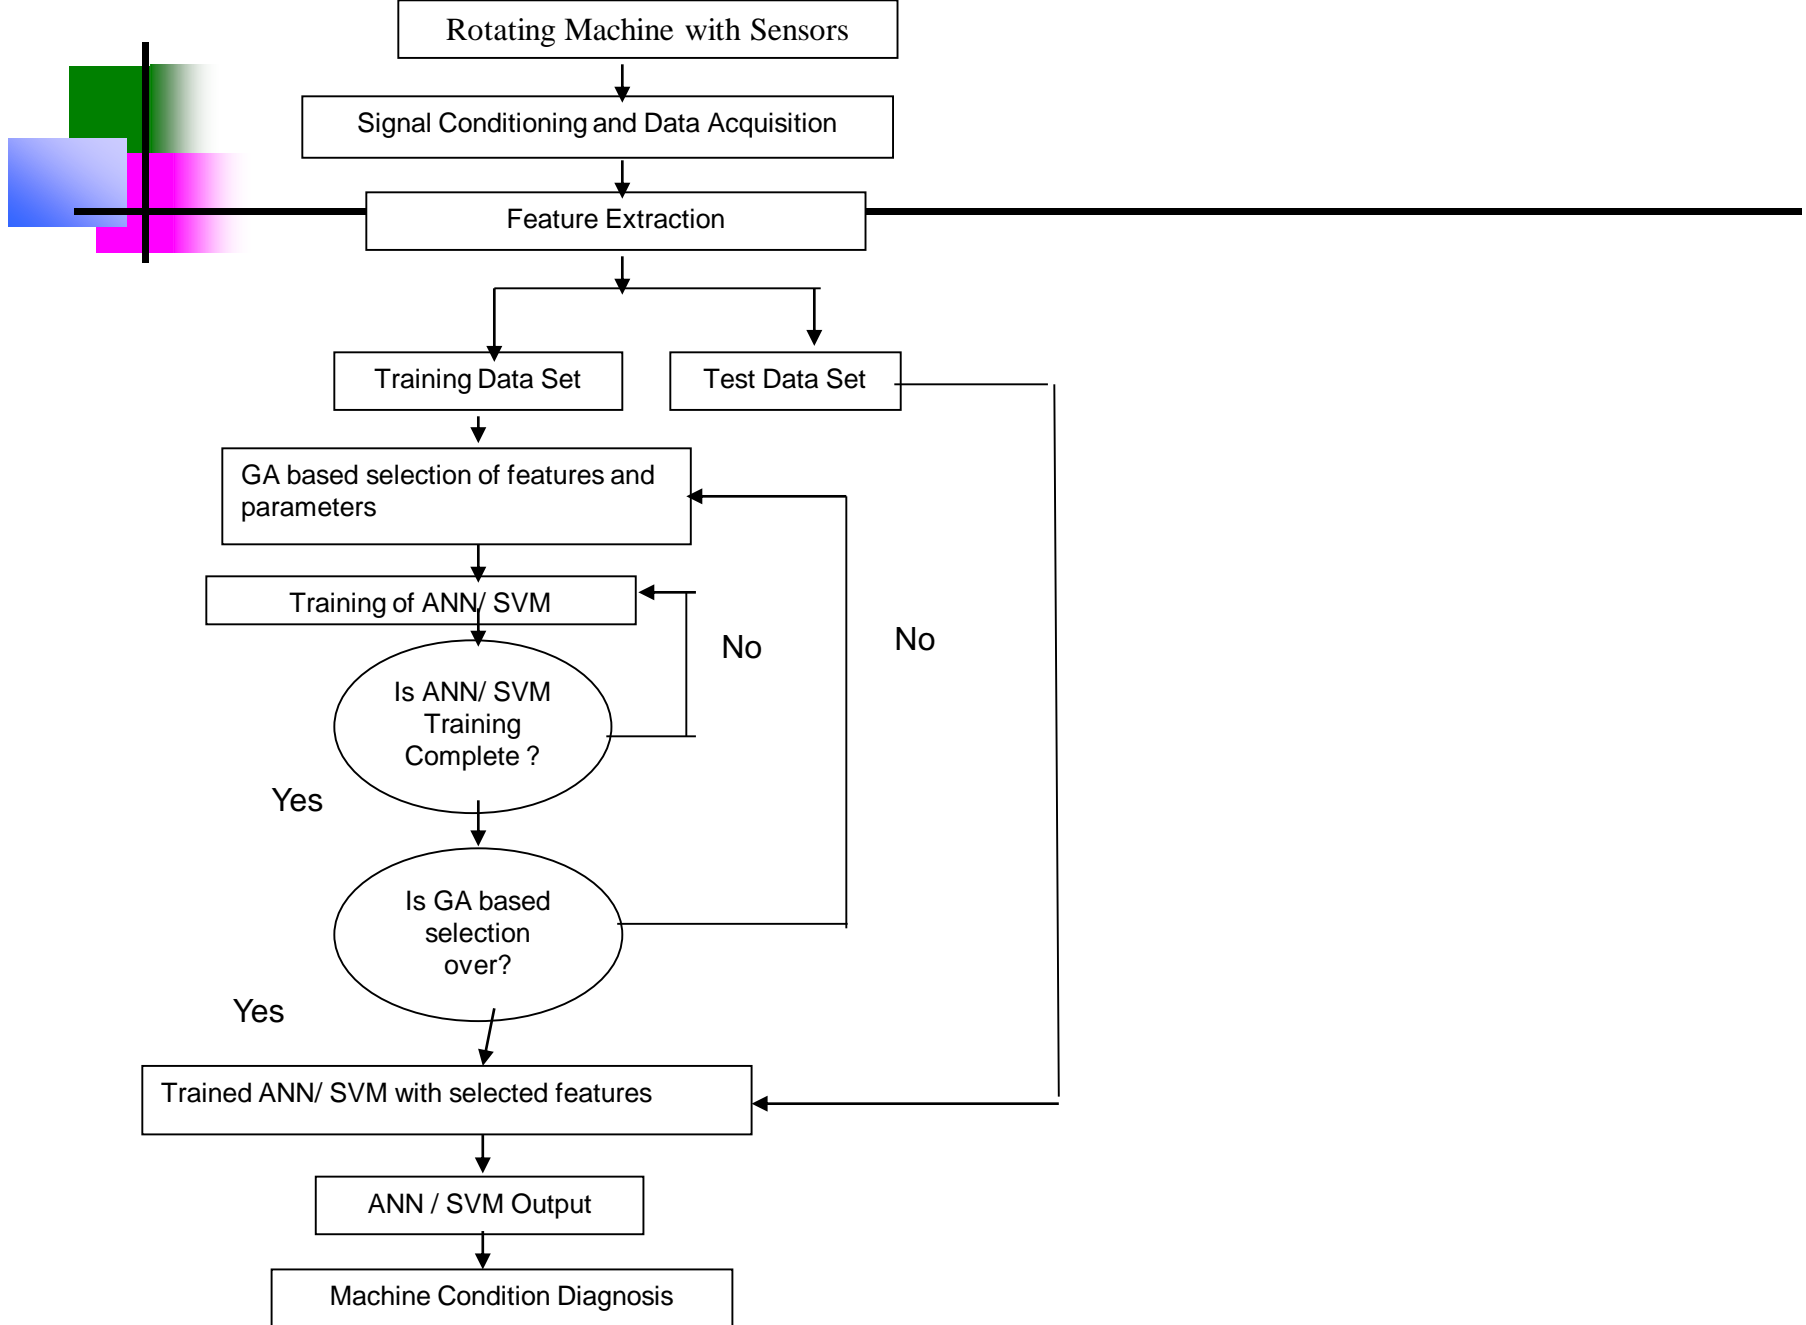 Rotating Machine with Sensors
Signal Conditioning and Data Acquisition
Feature Extraction
Training Data Set
Test Data Set
GA based selection of features and
parameters
Training of ANN/ SVM
No
No
Is ANN/ SVM
Training
Complete ?
Yes
Is GA based
selection
over?
Yes
Trained ANN/ SVM with selected features
ANN / SVM Output
Machine Condition Diagnosis